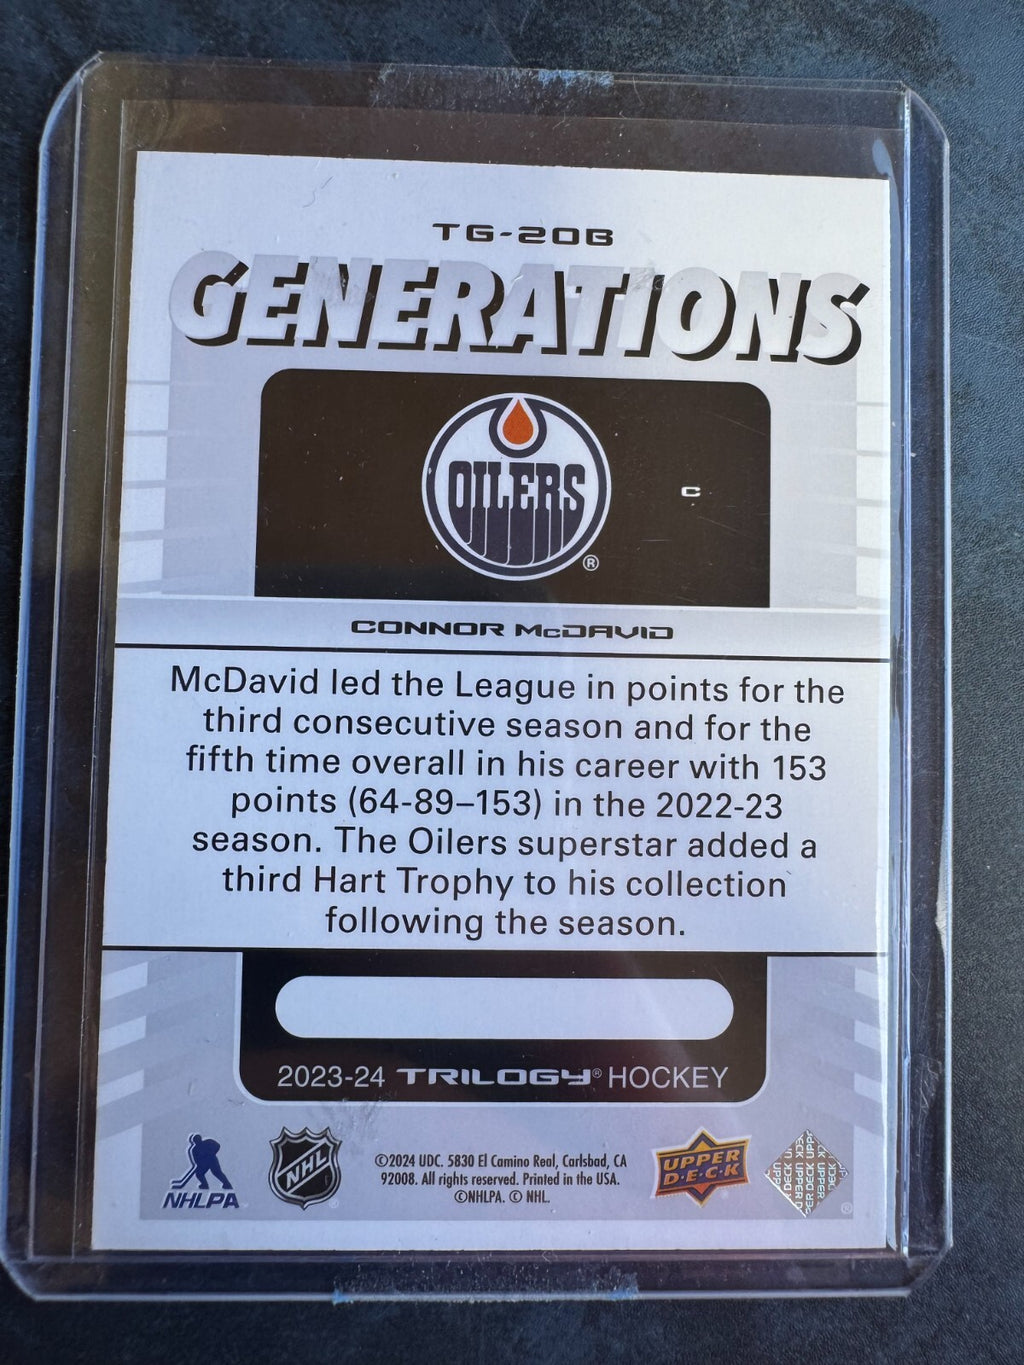 TG-20B
GENERATIONS
OILERS
®
C
CONNOR McDAVID
McDavid led the League in points for the
third consecutive season and for the
fifth time overall in his career with 153
points (64-89–153) in the 2022-23
season. The Oilers superstar added a
third Hart Trophy to his collection
following the season.
2023-24 TRILOGY® HOCKEY
NHLPA
NHL
©2024 UDC. 5830 El Camino Real, Carlsbad, CA
92008. All rights reserved. Printed in the USA.
©NHLPA. © NHL.
UPPER
D·E·C·K
®